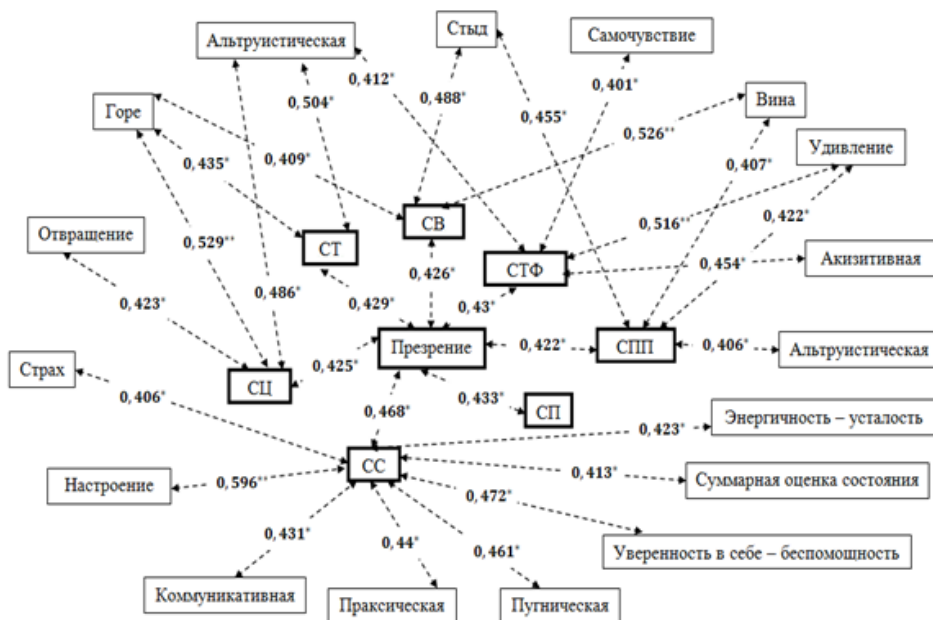 Стыд
Альтруистическая
Самочувствие
0,412*
0,401*
0,504*
0,488*
Вина
Горе
0,455*
0,526**
Удивление
0,435*
0,409*
0,407*
0,422*
СВ
0,516**
Отвращение
СТ
0,529**
СТФ
0,454*
Акизитивная
0,426*
0,486*
0,423*
0,429*
0,43*
Презрение
СПП
0,422*
0,406*
Альтруистическая
Страх
0,425*
СЦ
0,406*
0,433*
СП
0,468*
Энергичность – усталость
0,423*
СС
0,413*
Суммарная оценка состояния
Настроение
0,596**
0,472*
0,431*
0,44*
0,461*
Уверенность в себе – беспомощность
Коммуникативная
Праксическая
Пугническая